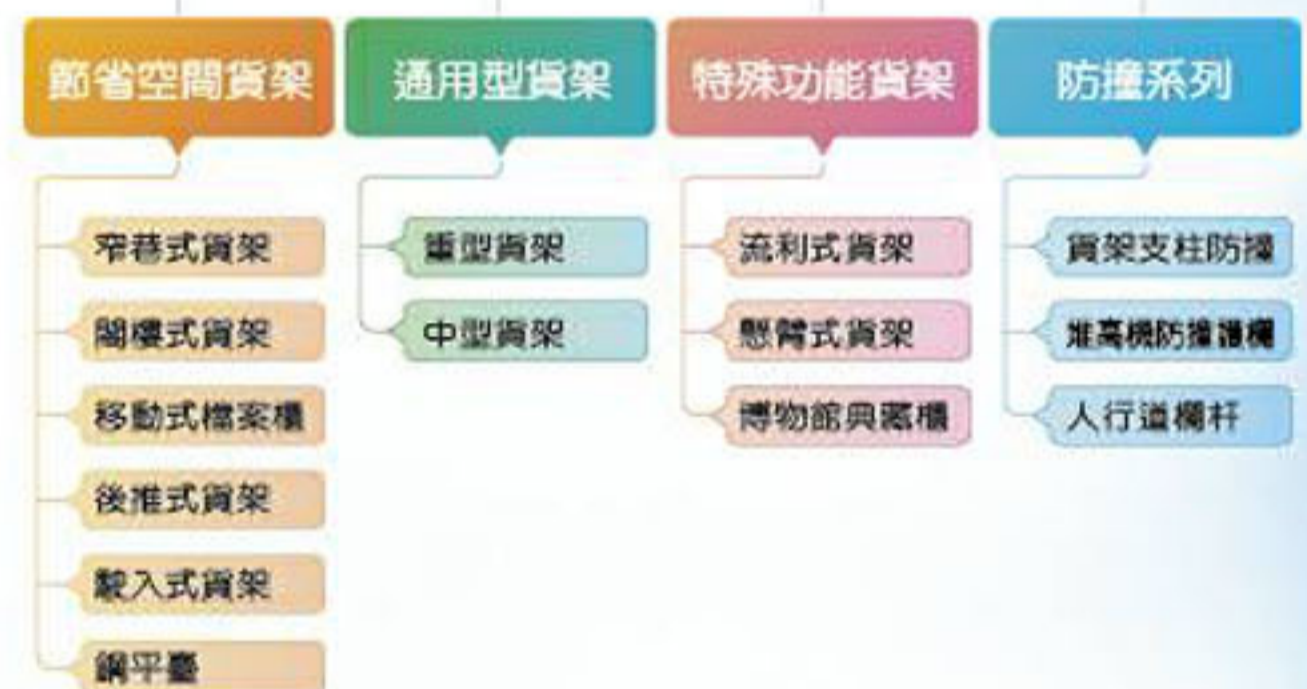 節省空間貨架
窄巷式貨架
閣樓式貨架
移動式檔案櫃
後推式貨架
駛入式貨架
鋼平臺
通用型貨架
重型貨架
中型貨架
特殊功能貨架
流利式貨架
懸臂式貨架
博物館典藏櫃
防撞系列
貨架支柱防撞
堆高機防撞護欄
人行道欄杆